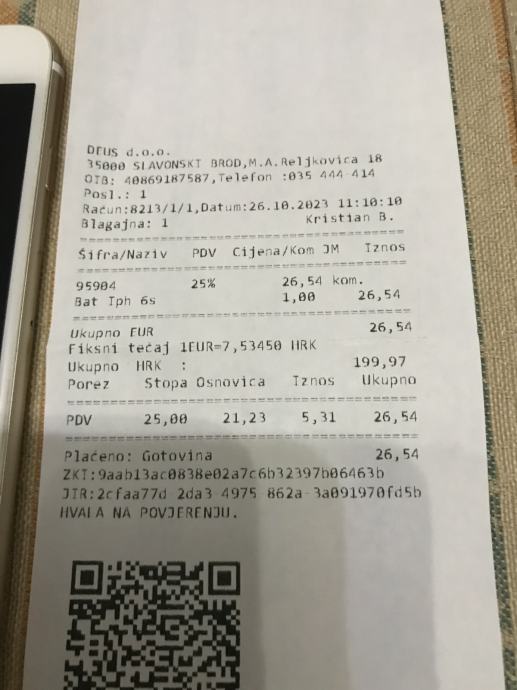 DEUS d.o.o.
35000 SLAVONSKI BROD,M.A.Reljkovica 18
OIB: 40869187587,Telefon :035 444-414
Posl.: 1
Račun:8213/1/1,Datum:26.10.2023 11:10:10
Blagajna: 1 Kristian B.
Šifra/Naziv PDV Cijena/Kom JM Iznos
95904 25% 26,54 kom.
Bat Iph 6s 1,00 26,54
Ukupno EUR 26,54
Fiksni tečaj 1EUR=7,53450 HRK
Ukupno HRK : 199,97
Porez Stopa Osnovica Iznos Ukupno
PDV 25,00 21,23 5,31 26,54
Plaćeno: Gotovina 26,54
ZKI:9aab13ac0838e02a7c6b32397b06463b
JIR:2cfaa77d-2da3-4975-862a-3a091970fd5b
HVALA NA POVJERENJU.